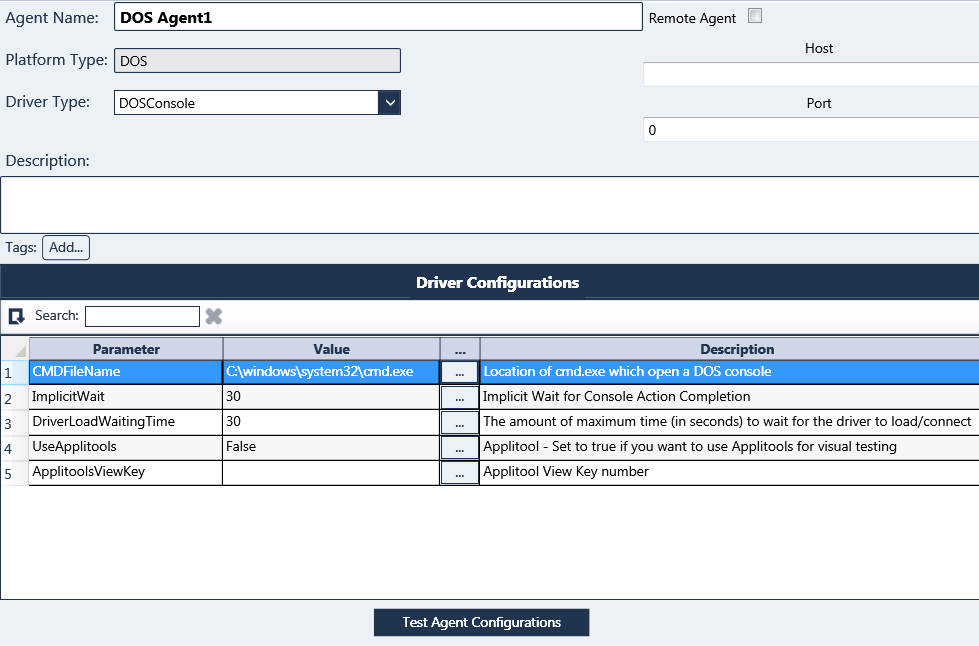 Agent Name: DOS Agent1 Remote Agent
Host
Platform Type: DOS
Driver Type: DOSConsole
Port
0
Description:
Tags: Add...
Driver Configurations
Search:
Parameter Value ... Description
1 CMDFileName C:\windows\system32\cmd.exe ... Location of cmd.exe which open a DOS console
2 ImplicitWait 30 ... Implicit Wait for Console Action Completion
3 DriverLoadWaitingTime 30 ... The amount of maximum time (in seconds) to wait for the driver to load/connect
4 UseApplitools False ... Applitool - Set to true if you want to use Applitools for visual testing
5 ApplitoolsViewKey ... Applitool View Key number
Test Agent Configurations